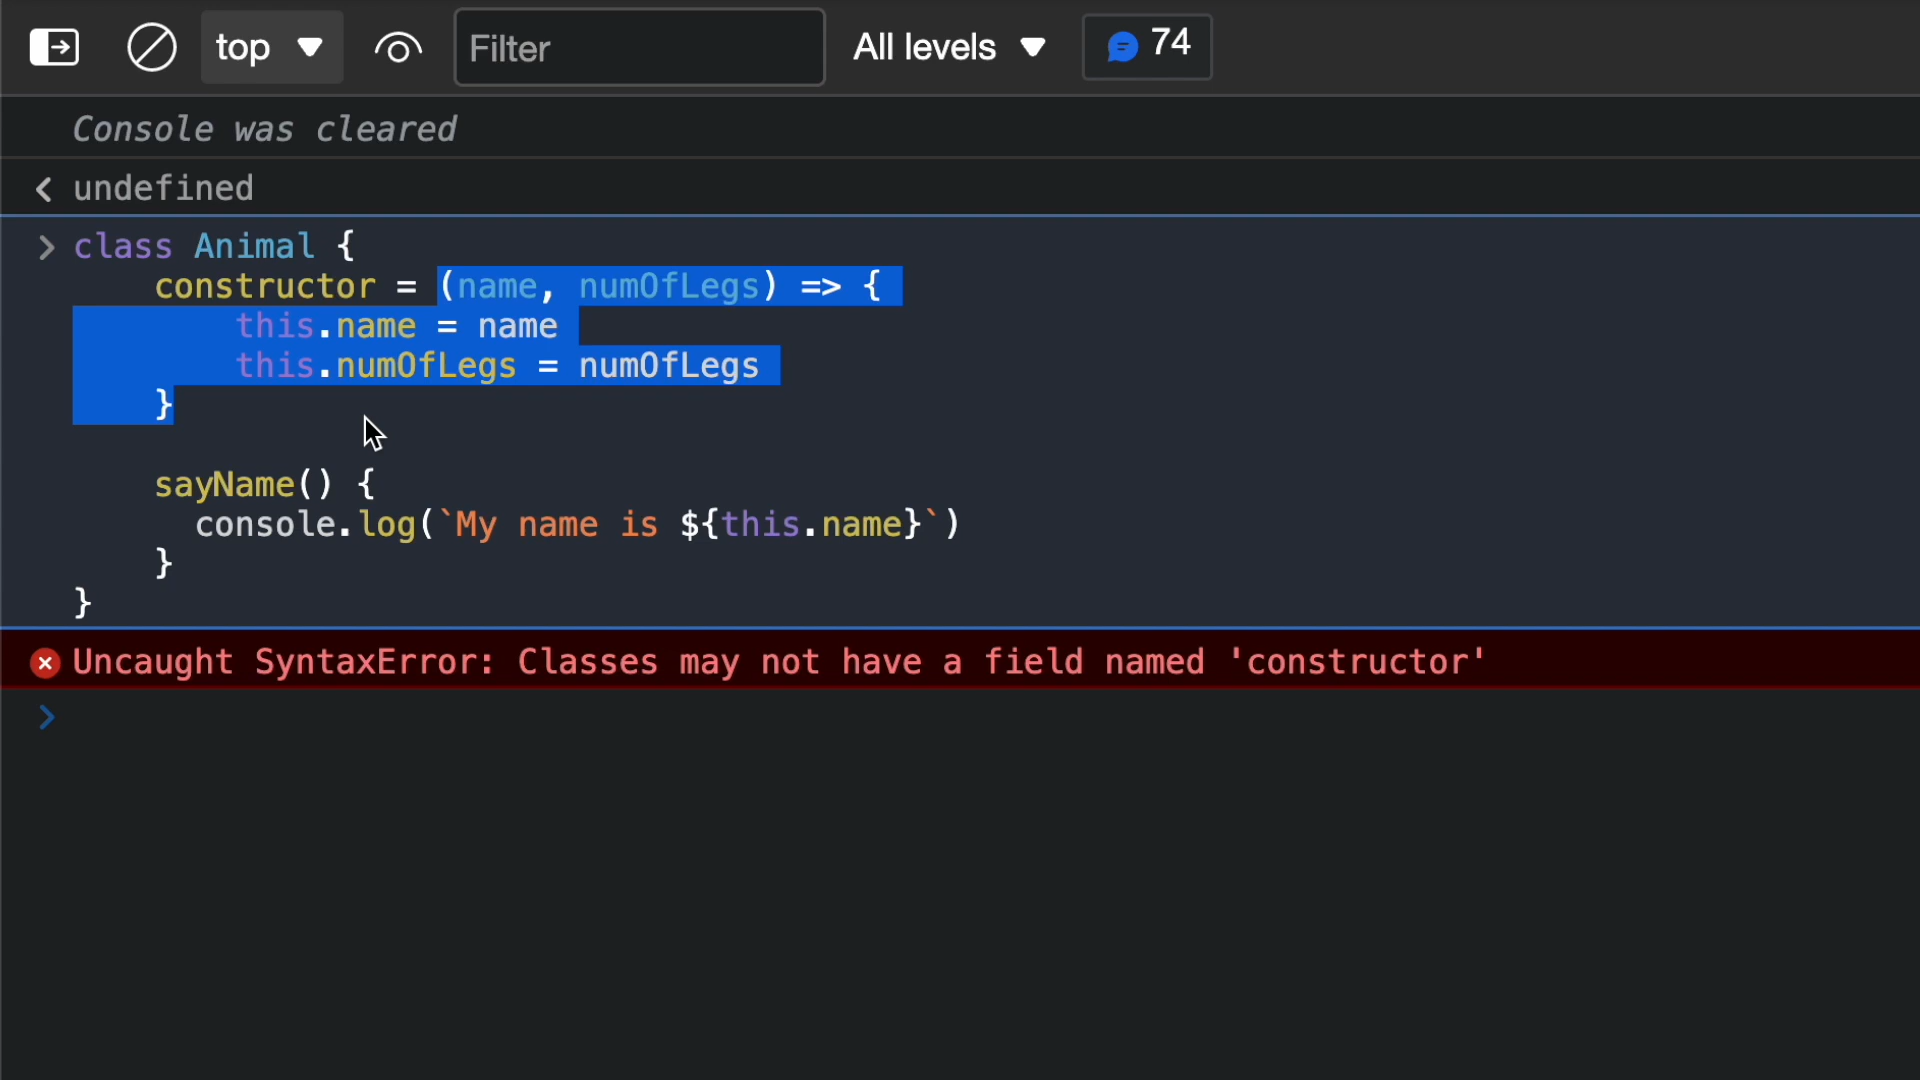 top Filter All levels 74
Console was cleared
undefined
class Animal {
constructor = (name, numOfLegs) => {
this.name = name
this.numOfLegs = numOfLegs
}
sayName() {
console.log(`My name is ${this.name}`)
}
}
Uncaught SyntaxError: Classes may not have a field named 'constructor'